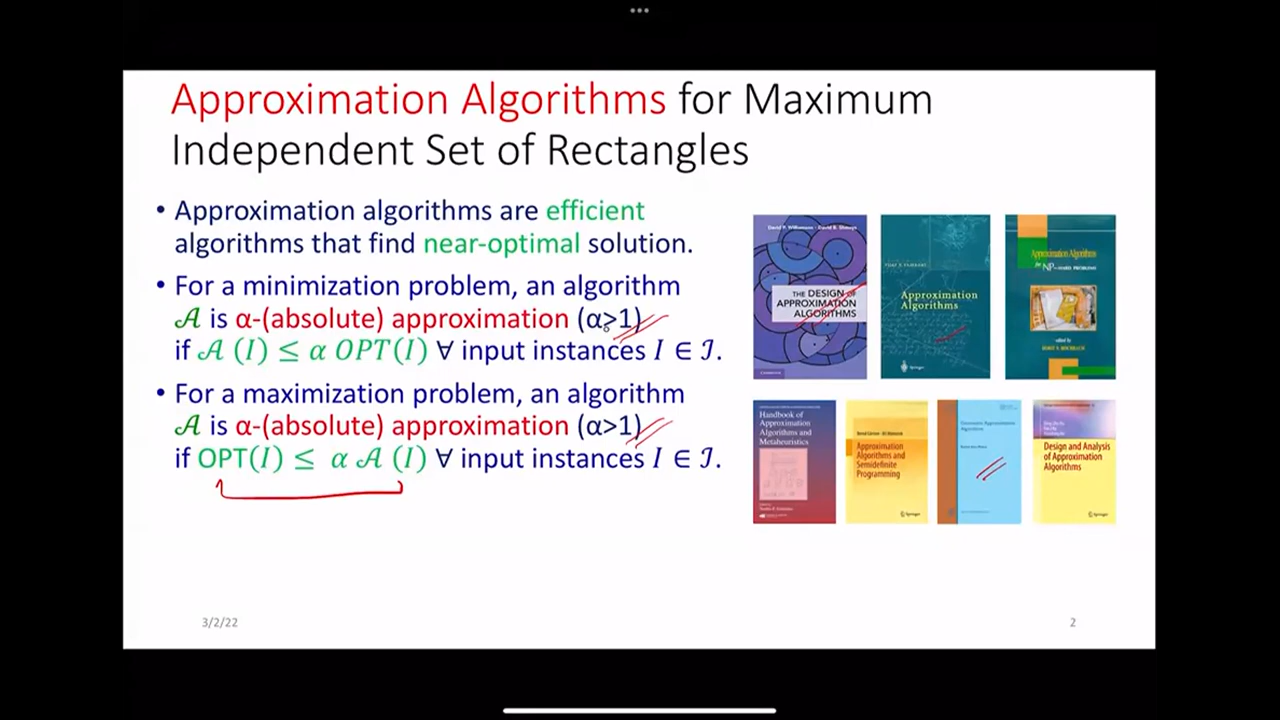 Approximation Algorithms for Maximum
Independent Set of Rectangles
• Approximation algorithms are efficient
algorithms that find near-optimal solution.
• For a minimization problem, an algorithm
𝒜 is α-(absolute) approximation (α>1)
if 𝒜 (I) ≤ α OPT(I) ∀ input instances I ∈ ℐ.
• For a maximization problem, an algorithm
𝒜 is α-(absolute) approximation (α>1)
if OPT(I) ≤ α 𝒜 (I) ∀ input instances I ∈ ℐ.
THE DESIGN OF
APPROXIMATION
ALGORITHMS
Approximation
Algorithms
Springer
Approximation Algorithms
for NP-HARD PROBLEMS
Handbook of
Approximation
Algorithms and
Metaheuristics
Approximation
Algorithms and
Semidefinite
Programming
Springer
Design and Analysis
of Approximation
Algorithms
Springer
3/2/22
2